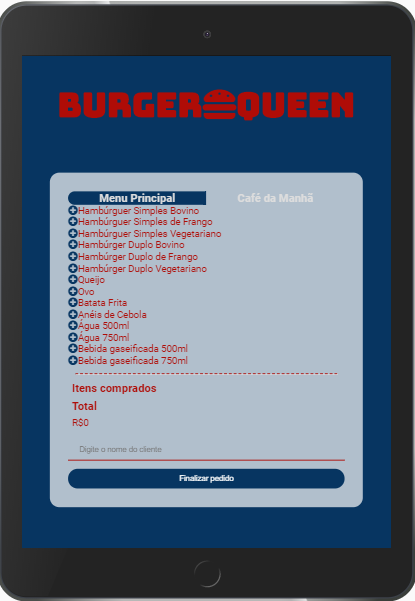 BURGER QUEEN
Menu Principal Café da Manhã
Hambúrguer Simples Bovino
Hambúrguer Simples de Frango
Hambúrguer Simples Vegetariano
Hambúrger Duplo Bovino
Hambúrger Duplo de Frango
Hambúrger Duplo Vegetariano
Queijo
Ovo
Batata Frita
Anéis de Cebola
Água 500ml
Água 750ml
Bebida gaseificada 500ml
Bebida gaseificada 750ml
Itens comprados
Total
R$0
Digite o nome do cliente
Finalizar pedido